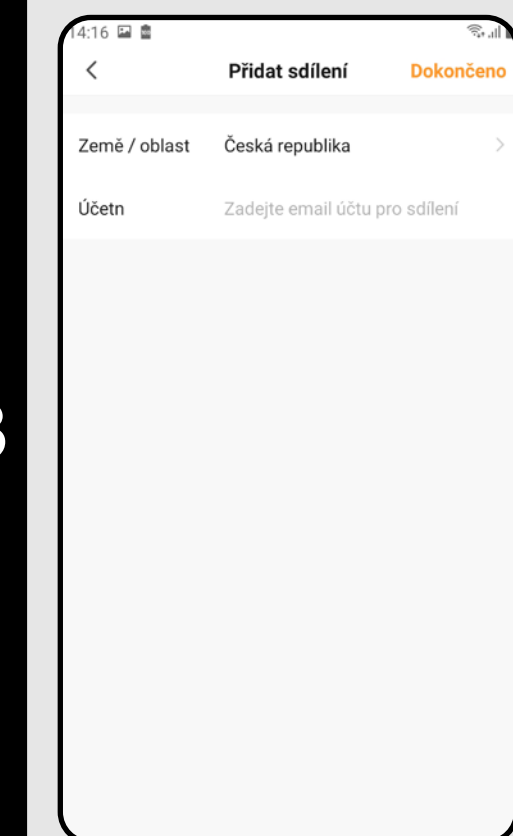 14:16
Přidat sdílení Dokončeno
Země / oblast Česká republika
Účetn Zadejte email účtu pro sdílení